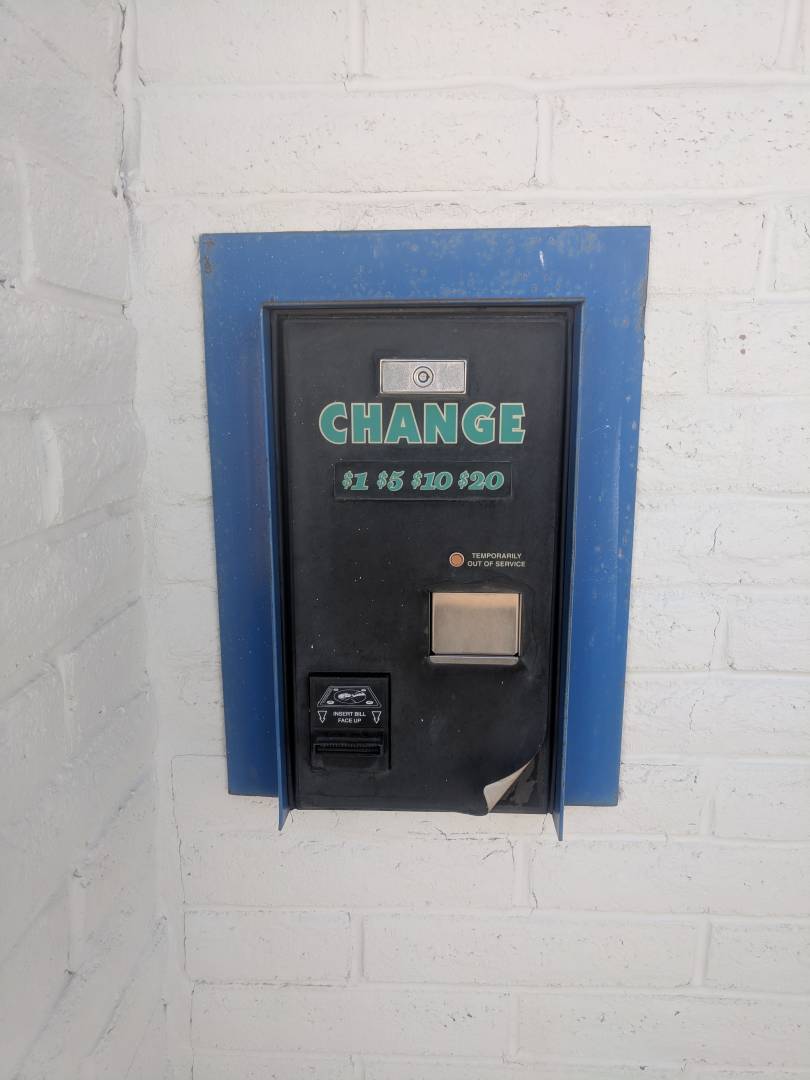 CHANGE
$1 $5 $10 $20
TEMPORARILY
OUT OF SERVICE
INSERT BILL
FACE UP